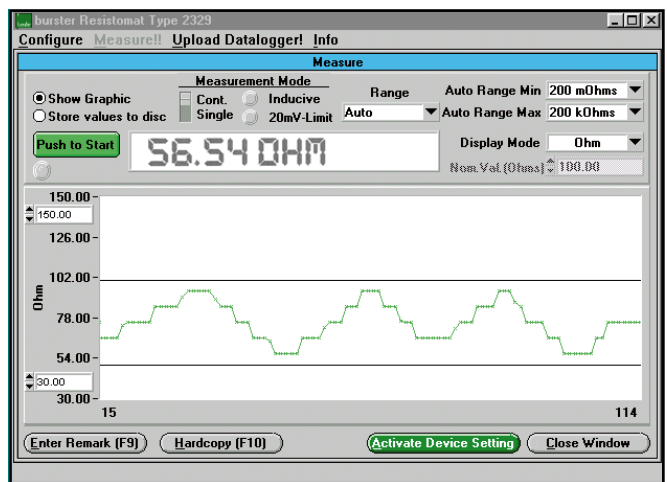 burster Resistomat Type 2329
Configure Measure!! Upload Datalogger! Info
Measure
Show Graphic
Store values to disc
Measurement Mode
Cont.
Single
Inducive
20mV-Limit
Range
Auto
Auto Range Min 200 mOhms
Auto Range Max 200 kOhms
Push to Start
56.54 OHM
Display Mode Ohm
Nom.Val.(Ohms) 100.00
150.00
150.00
126.00
102.00
Ohm
78.00
54.00
30.00
30.00
15 114
Enter Remark (F9) Hardcopy (F10) Activate Device Setting Close Window